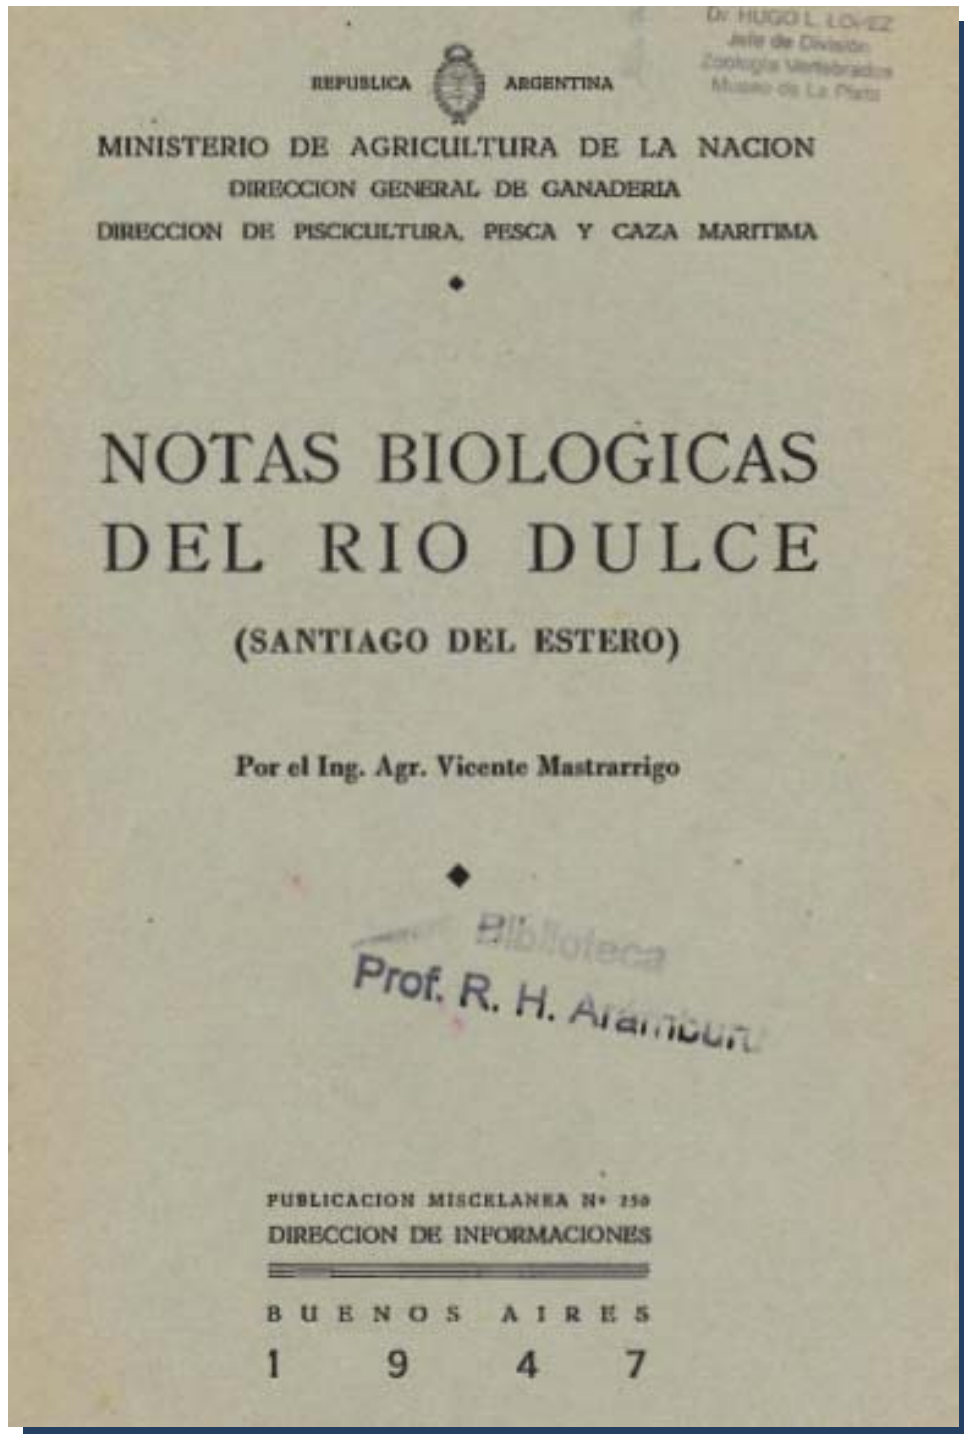 Dr. HUGO L. LOPEZ
Jefe de División
Zoología Vertebrados
Museo de La Plata
REPUBLICA ARGENTINA
MINISTERIO DE AGRICULTURA DE LA NACION
DIRECCION GENERAL DE GANADERIA
DIRECCION DE PISCICULTURA, PESCA Y CAZA MARITIMA
NOTAS BIOLOGICAS
DEL RIO DULCE
(SANTIAGO DEL ESTERO)
Por el Ing. Agr. Vicente Mastrarrigo
Biblioteca
Prof. R. H. Arámburu
PUBLICACION MISCELANEA Nº 250
DIRECCION DE INFORMACIONES
BUENOS AIRES
1947